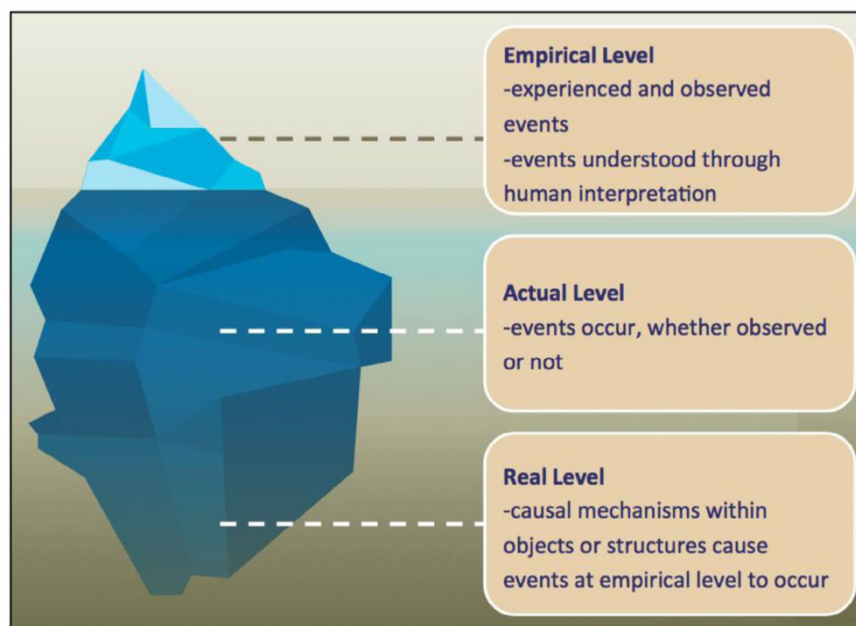 Empirical Level
-experienced and observed
events
-events understood through
human interpretation
Actual Level
-events occur, whether observed
or not
Real Level
-causal mechanisms within
objects or structures cause
events at empirical level to occur